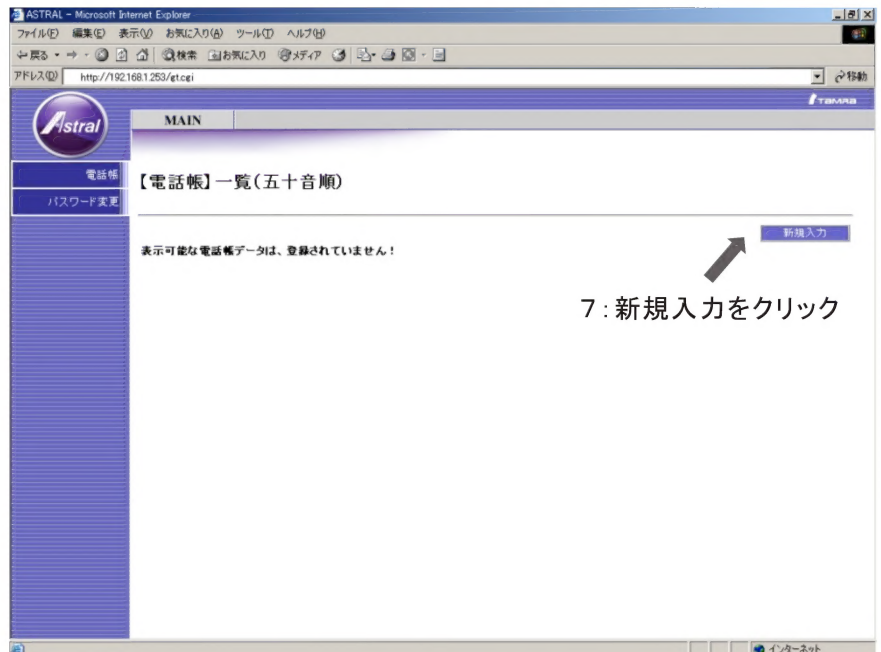 ASTRAL - Microsoft Internet Explorer
ファイル(F) 編集(E) 表示(V) お気に入り(A) ツール(T) ヘルプ(H)
戻る 検索 お気に入り メディア
アドレス(D) http://192.168.1.253/gt.cgi 移動
TAMRA
Astral
MAIN
電話帳
パスワード変更
【電話帳】一覧(五十音順)
新規入力
表示可能な電話帳データは、登録されていません!
7:新規入力をクリック
インターネット